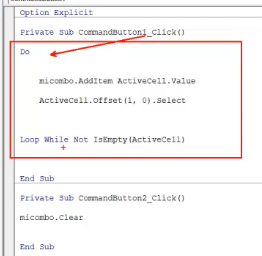 Option Explicit
Private Sub CommandButton1_Click()
Do
micombo.AddItem ActiveCell.Value
ActiveCell.Offset(1, 0).Select
Loop While Not IsEmpty(ActiveCell)
End Sub
Private Sub CommandButton2_Click()
micombo.Clear
End Sub